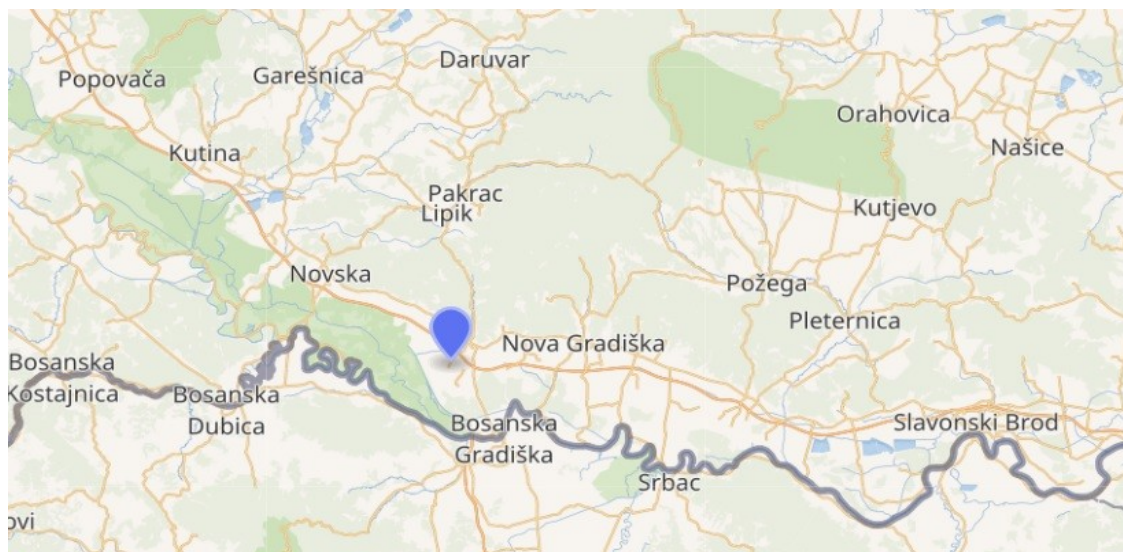 Daruvar
Popovača
Garešnica
Orahovica
Našice
Kutina
Pakrac
Lipik
Kutjevo
Novska
Požega
Pleternica
Nova Gradiška
Bosanska
Kostajnica
Bosanska
Dubica
Bosanska
Gradiška
Slavonski Brod
Srbac
ovi